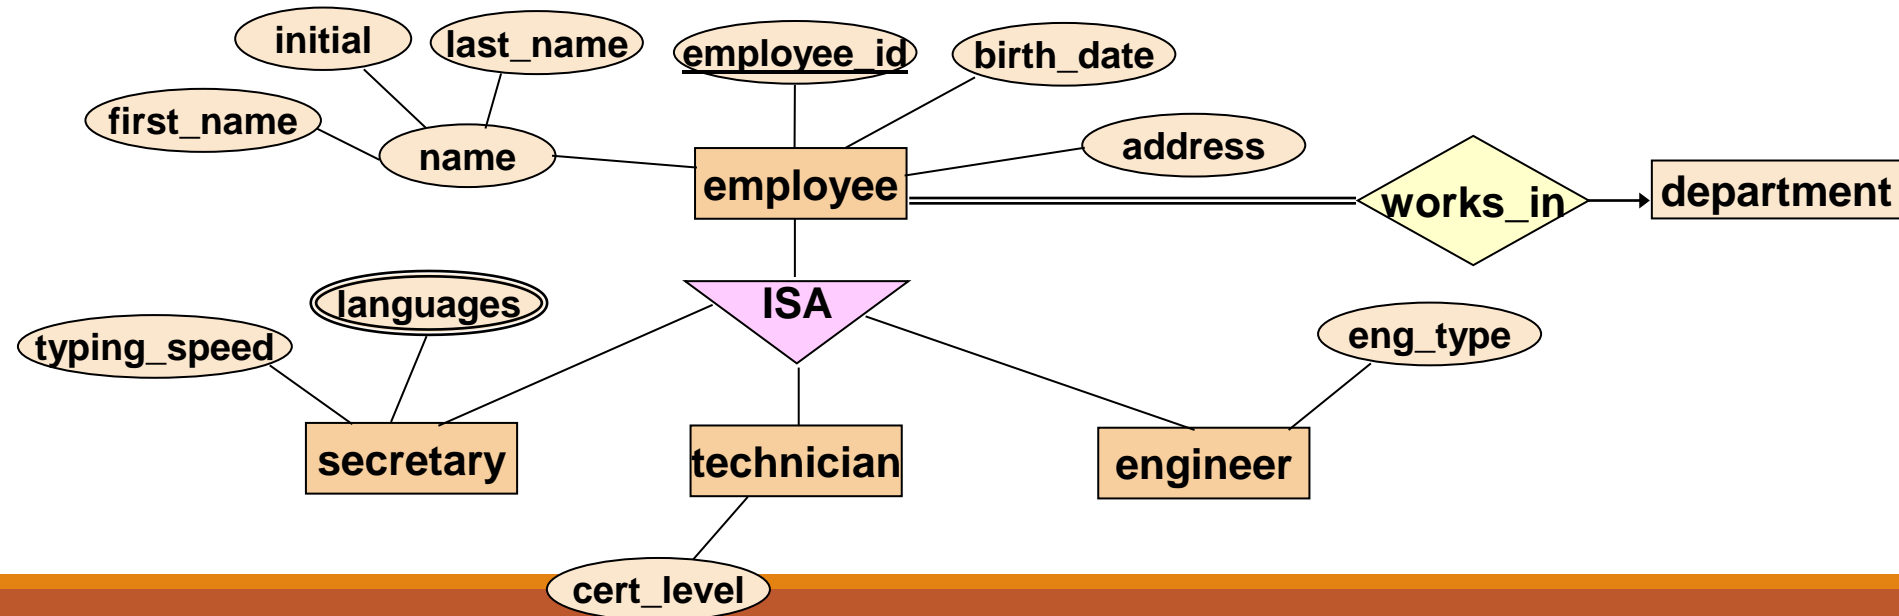 initial
last_name
employee_id
birth_date
first_name
name
address
employee
works_in
department
languages
ISA
typing_speed
eng_type
secretary
technician
engineer
cert_level